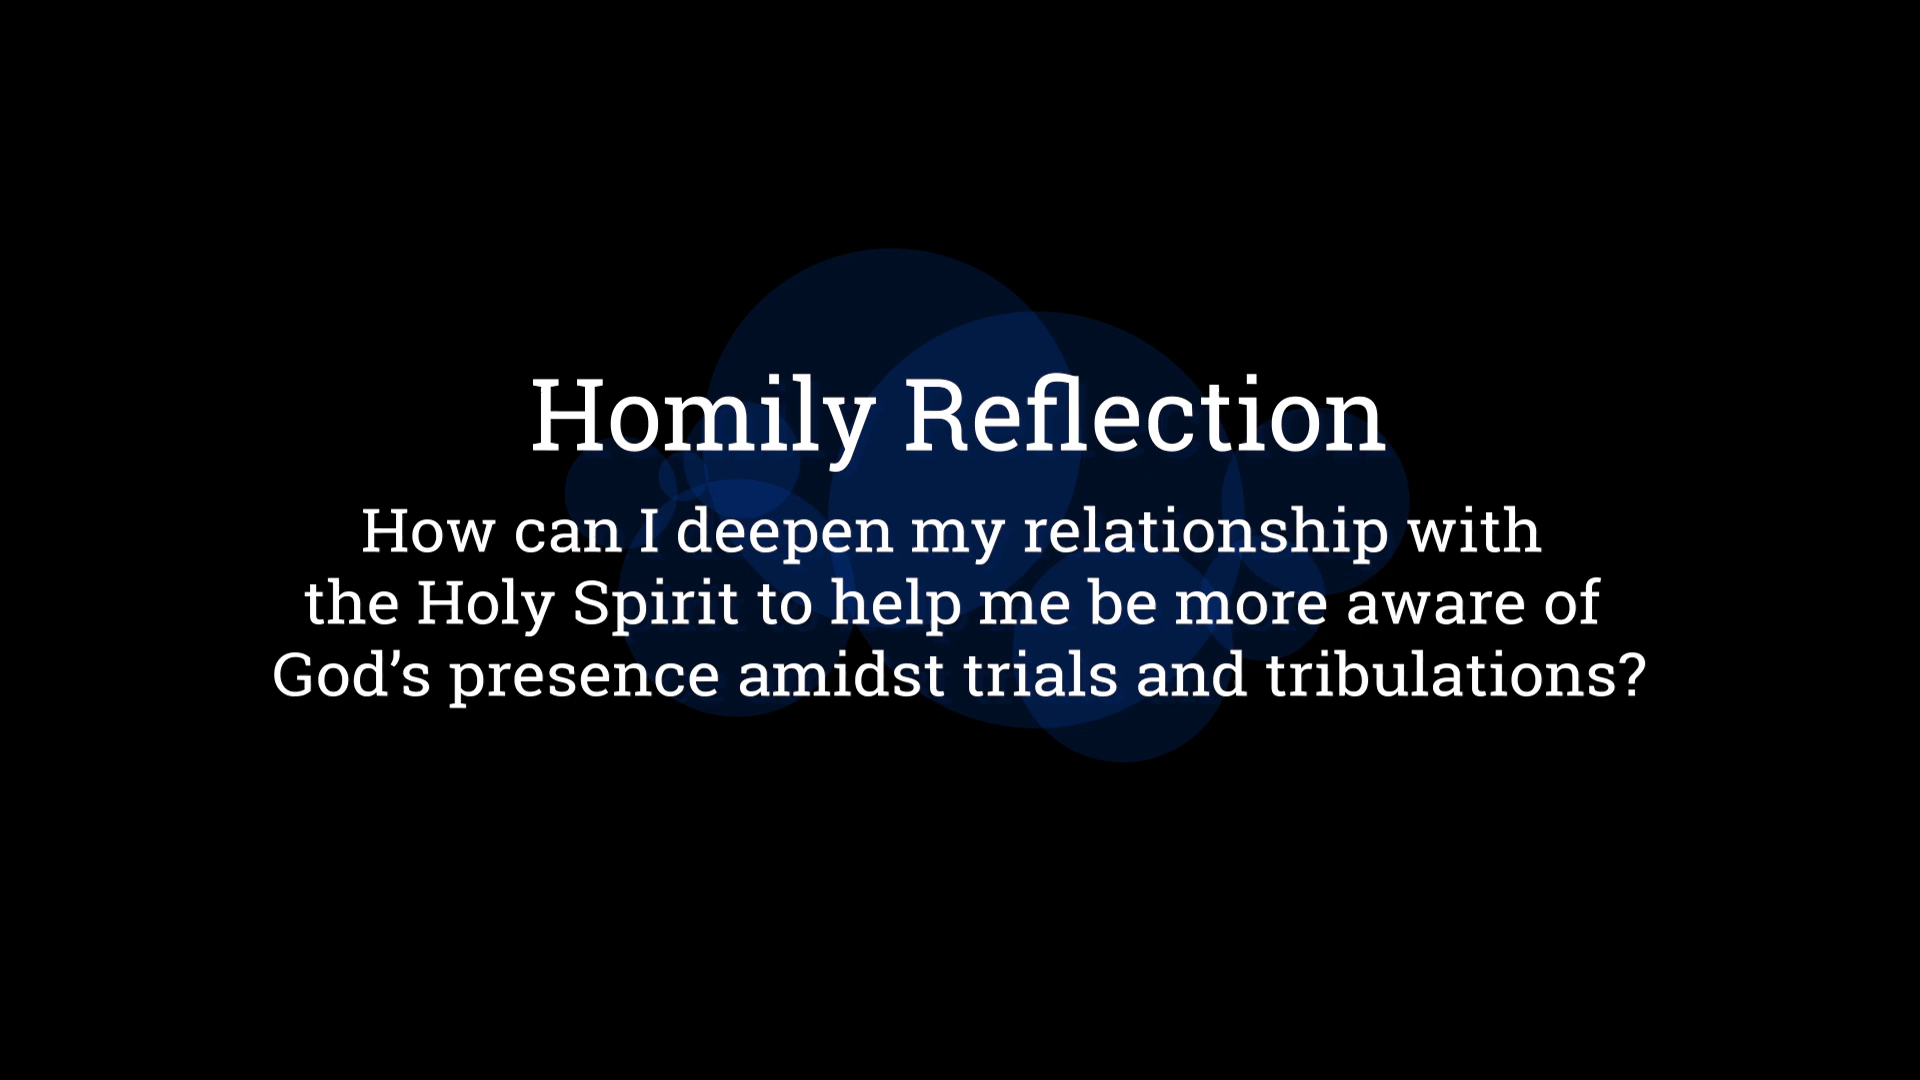 Homily Reflection
How can I deepen my relationship with
the Holy Spirit to help me be more aware of
God’s presence amidst trials and tribulations?